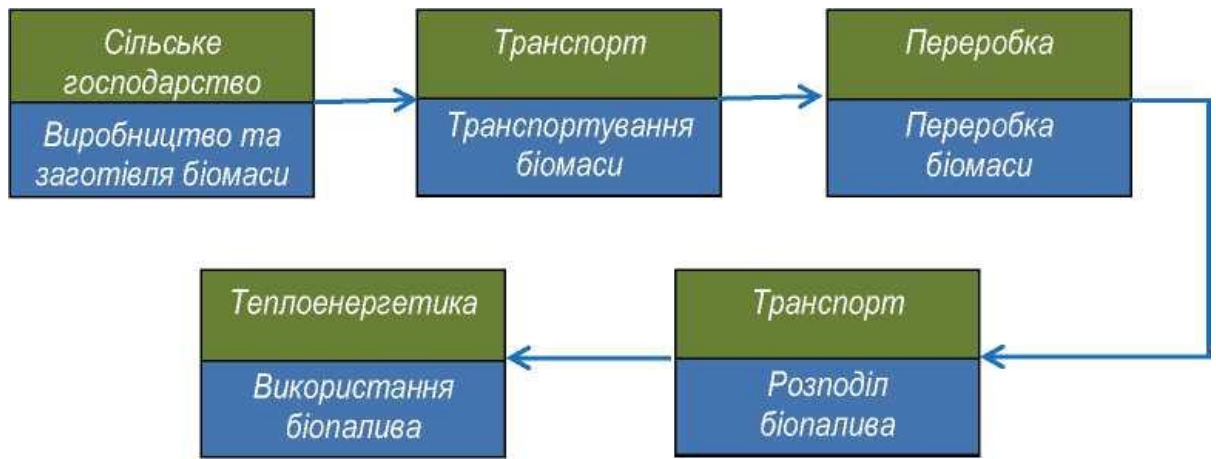 Сільське
господарство
Виробництво та
заготівля біомаси
Транспорт
Транспортування
біомаси
Переробка
Переробка
біомаси
Теплоенергетика
Використання
біопалива
Транспорт
Розподіл
біопалива